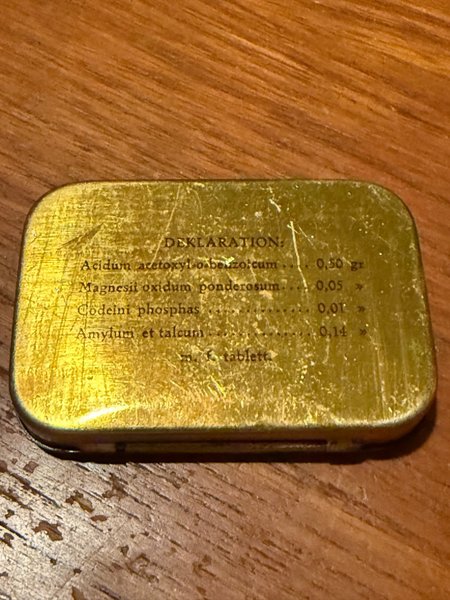 DEKLARATION:
Acidum acetoxyl-o-benzoicum .... 0,50 gr
Magnesii oxidum ponderosum .... 0,05 »
Codeini phosphas .............. 0,01 »
Amylum et talcum .............. 0,14 »
m. f. tablett.